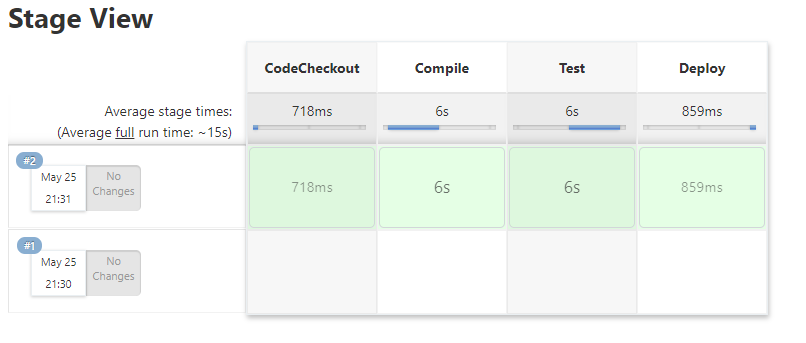 Stage View
CodeCheckout Compile Test Deploy
Average stage times: 718ms 6s 6s 859ms
(Average full run time: ~15s)
#2
May 25 No
Changes
21:31
718ms 6s 6s 859ms
#1
May 25 No
Changes
21:30